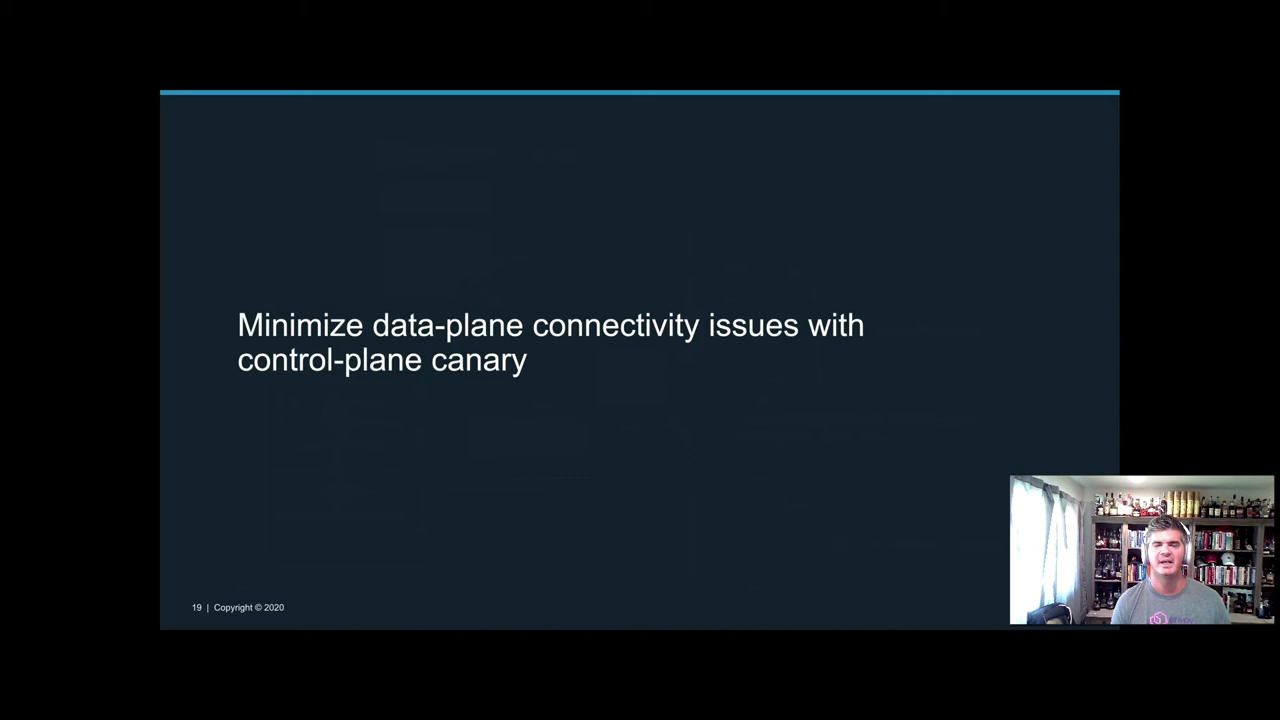 Minimize data-plane connectivity issues with
control-plane canary
19 | Copyright © 2020